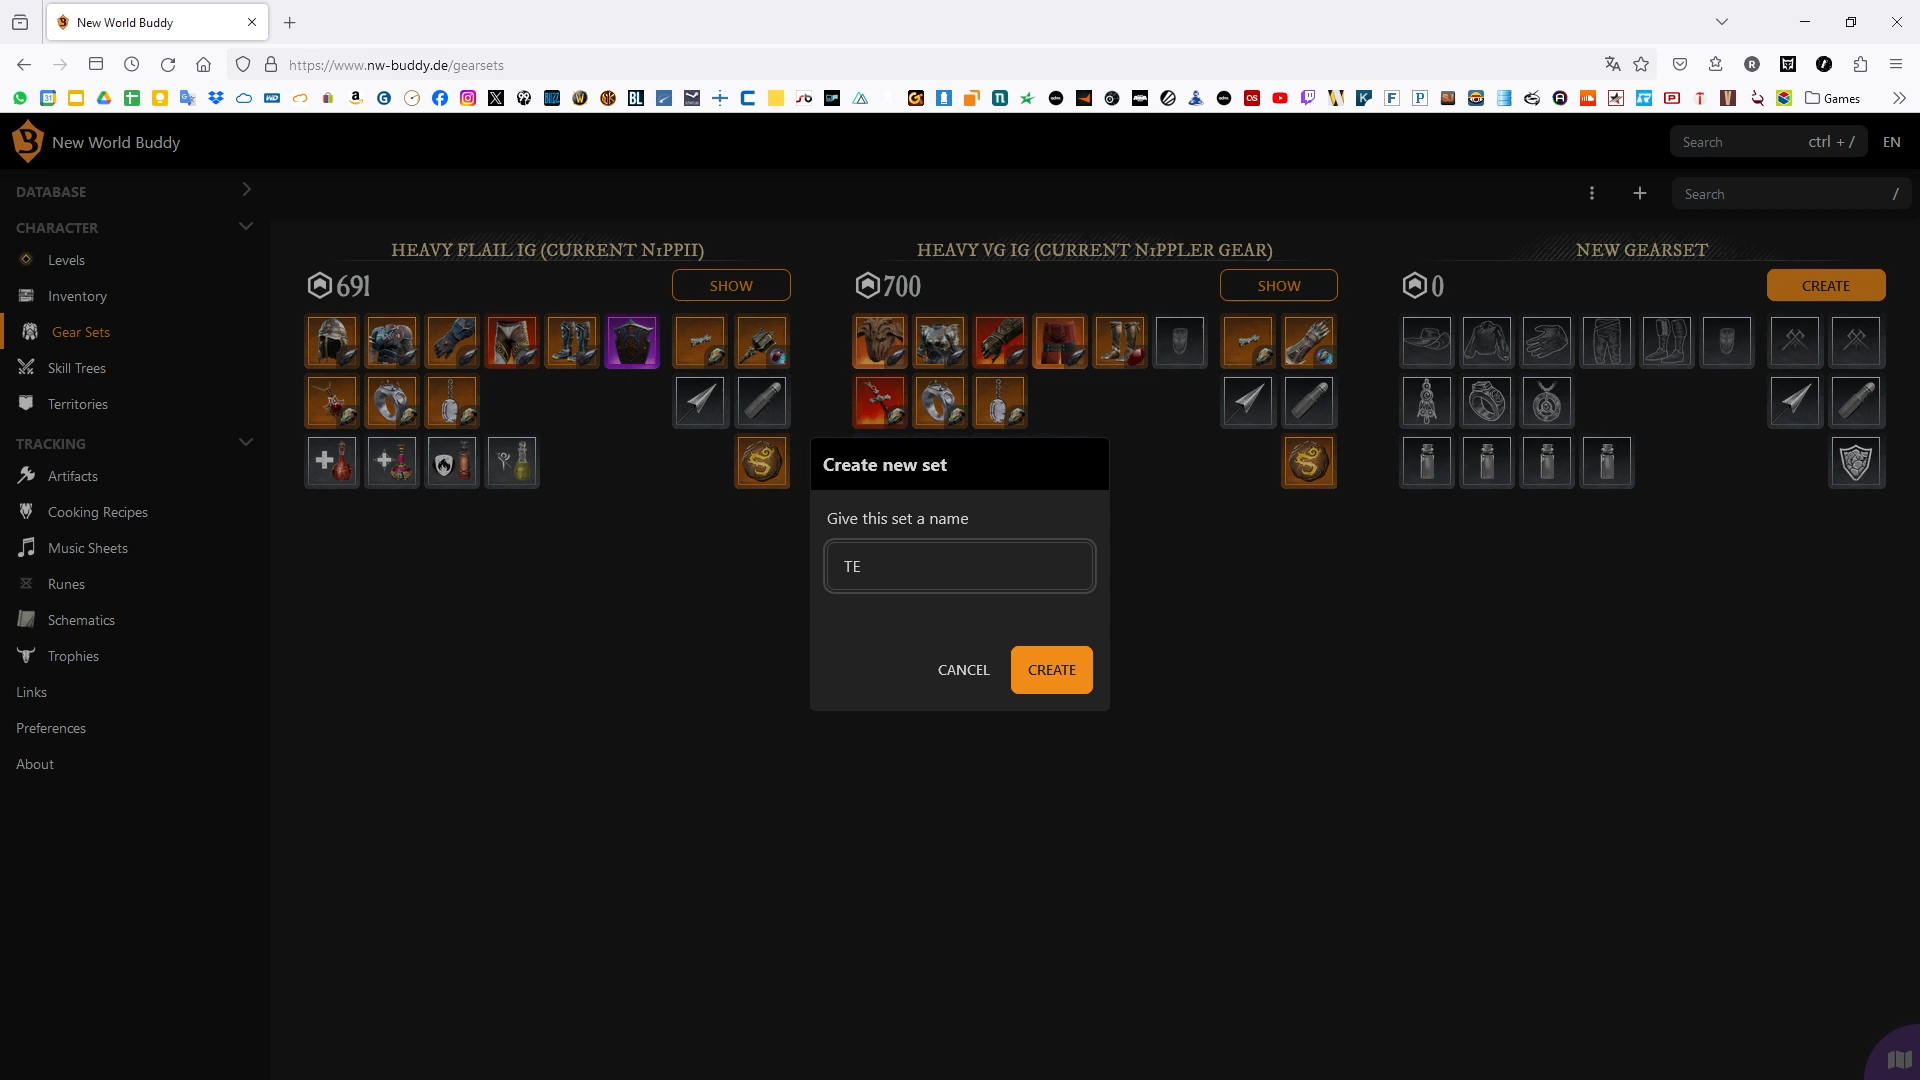 New World Buddy
https://www.nw-buddy.de/gearsets
Games
New World Buddy
Search ctrl + /
EN
DATABASE
Search /
CHARACTER
Levels
Inventory
Gear Sets
Skill Trees
Territories
TRACKING
Artifacts
Cooking Recipes
Music Sheets
Runes
Schematics
Trophies
Links
Preferences
About
HEAVY FLAIL IG (CURRENT N1PPII)
691
SHOW
HEAVY VG IG (CURRENT N1PPLER GEAR)
700
SHOW
NEW GEARSET
0
CREATE
Create new set
Give this set a name
TE
CANCEL
CREATE